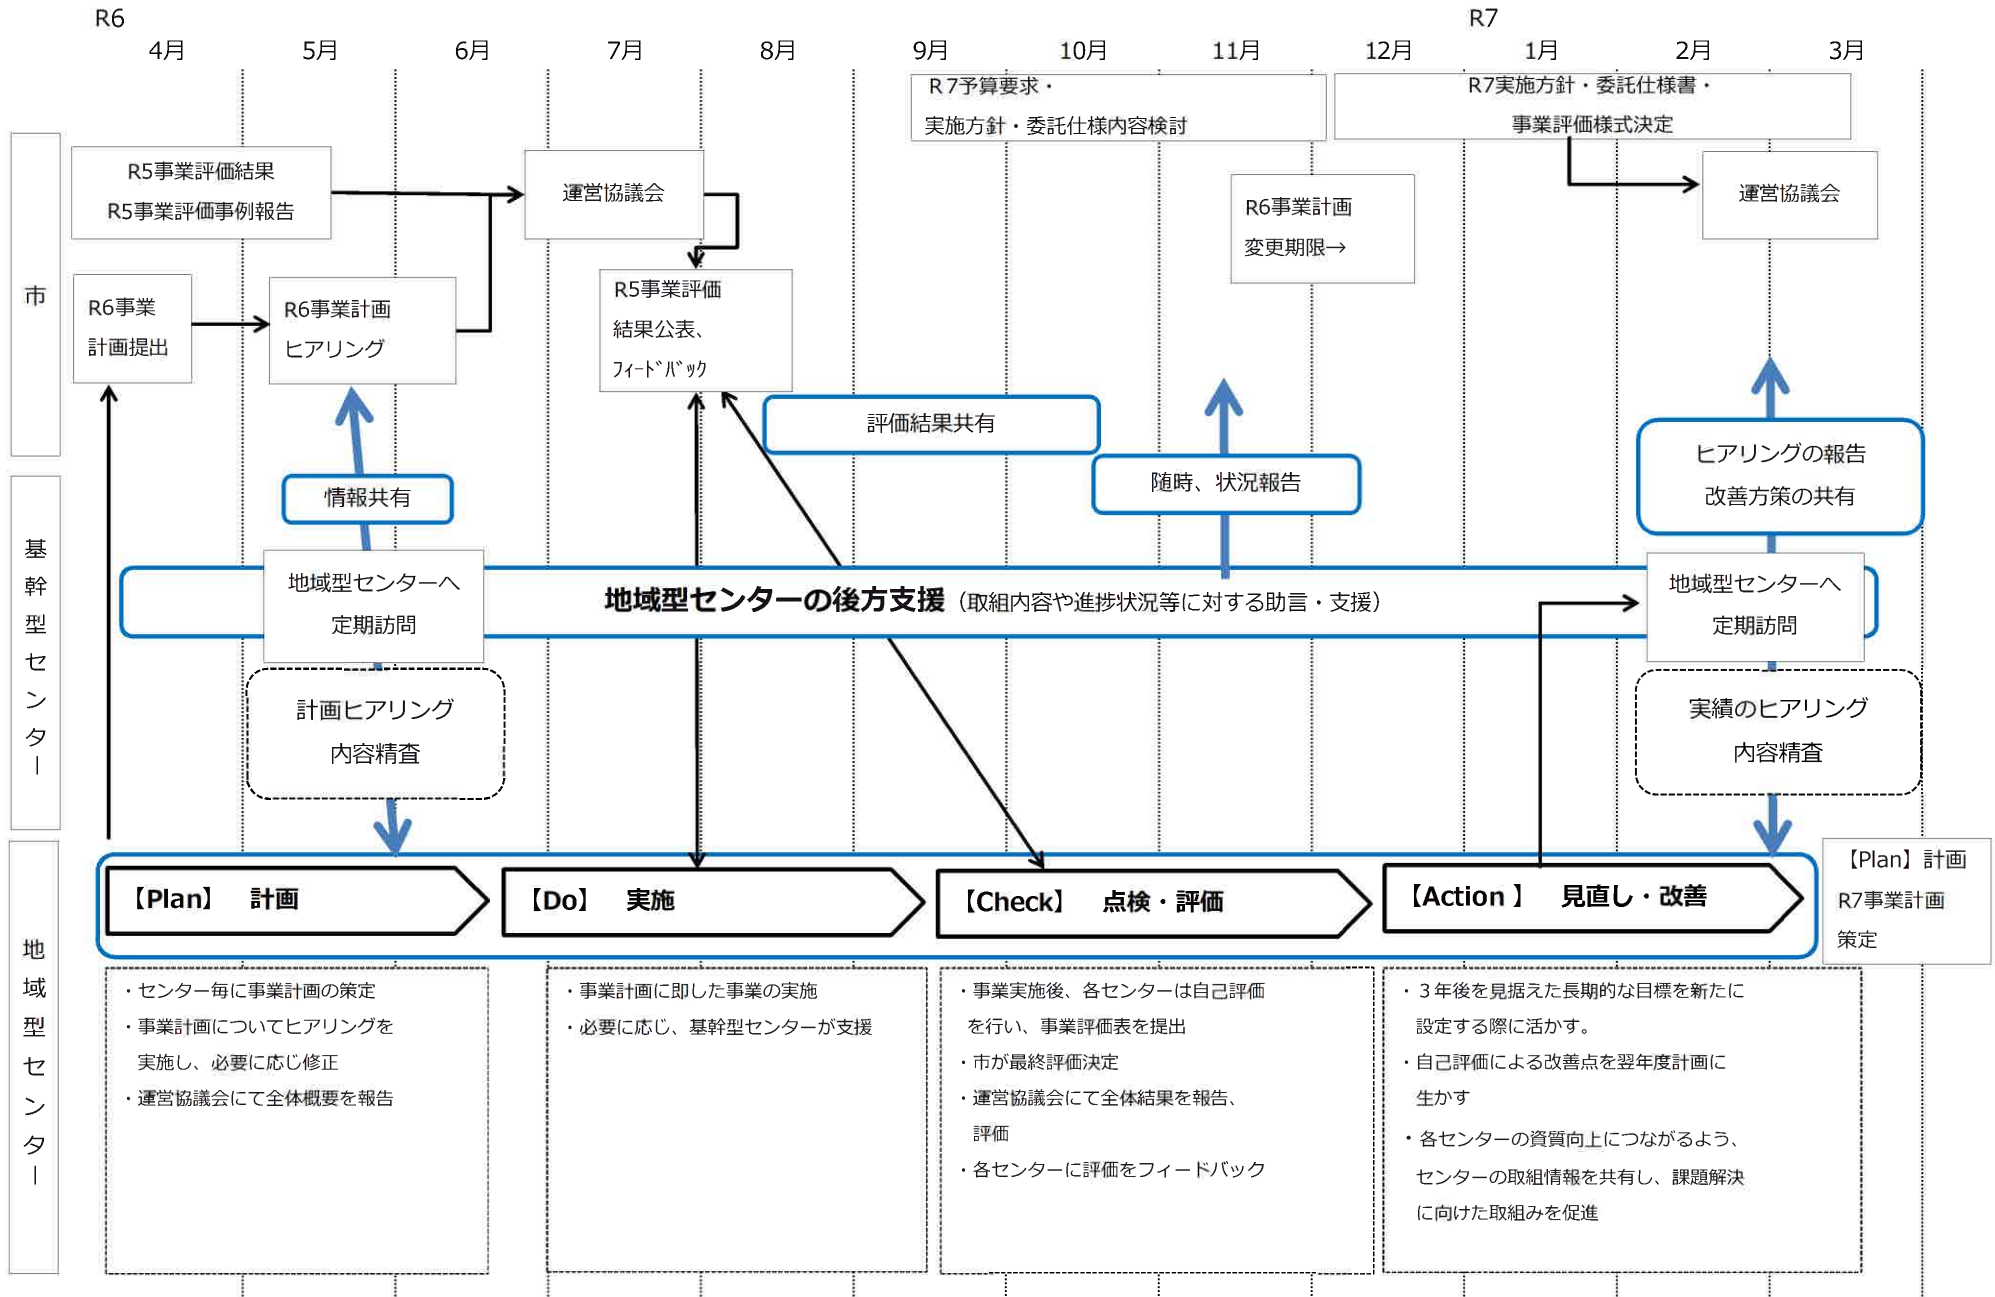 R6
R7
4月
5月
6月
7月
8月
9月
10月
11月
12月
1月
2月
3月
R7予算要求・
実施方針・委託仕様内容検討
R7実施方針・委託仕様書・
事業評価様式決定
市
R5事業評価結果
R5事業評価事例報告
運営協議会
運営協議会
R6事業計画
変更期限→
R6事業
計画提出
R6事業計画
ヒアリング
R5事業評価
結果公表、
ﾌｨｰﾄﾞﾊﾞｯｸ
評価結果共有
随時、状況報告
ヒアリングの報告
改善方策の共有
情報共有
基幹型センター
地域型センターへ
定期訪問
地域型センターの後方支援（取組内容や進捗状況等に対する助言・支援）
地域型センターへ
定期訪問
計画ヒアリング
内容精査
実績のヒアリング
内容精査
地域型センター
【Plan】　計画
【Do】　実施
【Check】　点検・評価
【Action 】　見直し・改善
【Plan】計画
R7事業計画
策定
・センター毎に事業計画の策定
・事業計画についてヒアリングを
実施し、必要に応じ修正
・運営協議会にて全体概要を報告
・事業計画に即した事業の実施
・必要に応じ、基幹型センターが支援
・事業実施後、各センターは自己評価
を行い、事業評価表を提出
・市が最終評価決定
・運営協議会にて全体結果を報告、
評価
・各センターに評価をフィードバック
・３年後を見据えた長期的な目標を新たに
設定する際に活かす。
・自己評価による改善点を翌年度計画に
生かす
・各センターの資質向上につながるよう、
センターの取組情報を共有し、課題解決
に向けた取組みを促進